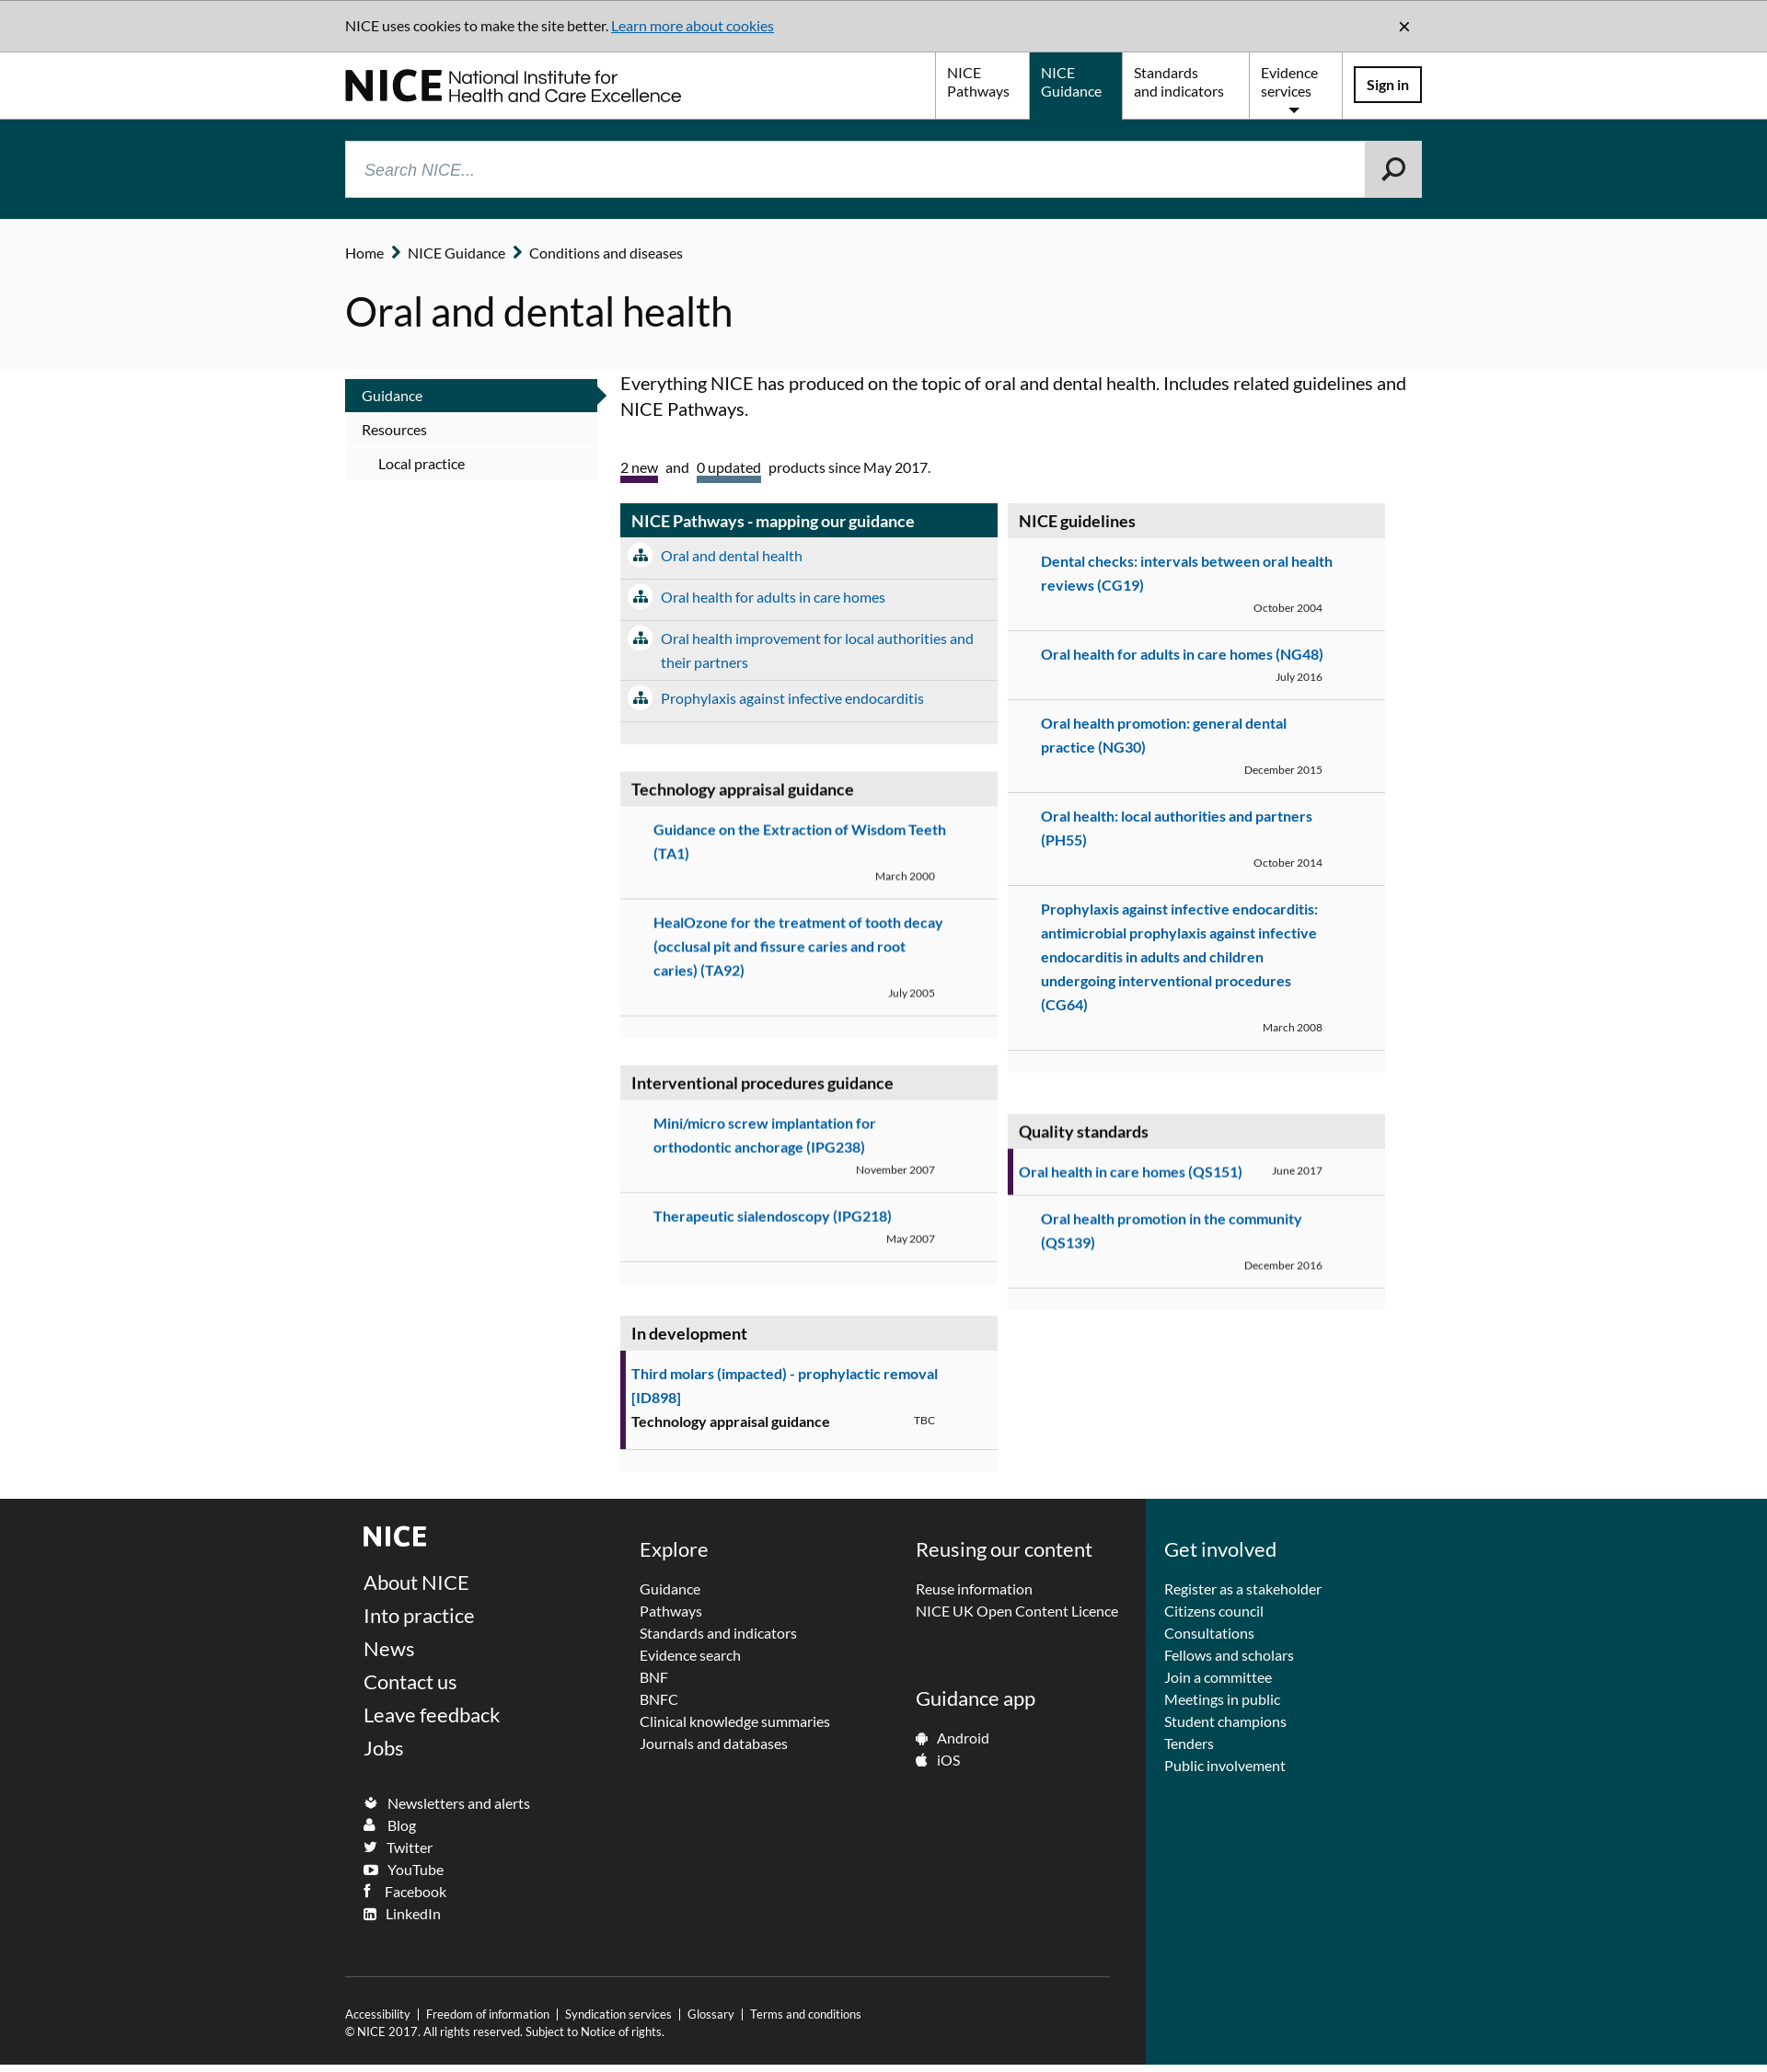 NICE uses cookies to make the site better. Learn more about cookies ×
NICE National Institute for
Health and Care Excellence
NICE
Pathways
NICE
Guidance
Standards
and indicators
Evidence
services
Sign in
Search NICE...
Home NICE Guidance Conditions and diseases
Oral and dental health
Guidance
Resources
Local practice
Everything NICE has produced on the topic of oral and dental health. Includes related guidelines and
NICE Pathways.
2 new and 0 updated products since May 2017.
NICE Pathways - mapping our guidance
Oral and dental health
Oral health for adults in care homes
Oral health improvement for local authorities and
their partners
Prophylaxis against infective endocarditis
Technology appraisal guidance
Guidance on the Extraction of Wisdom Teeth
(TA1)
March 2000
HealOzone for the treatment of tooth decay
(occlusal pit and fissure caries and root
caries) (TA92)
July 2005
Interventional procedures guidance
Mini/micro screw implantation for
orthodontic anchorage (IPG238)
November 2007
Therapeutic sialendoscopy (IPG218)
May 2007
In development
Third molars (impacted) - prophylactic removal
[ID898]
Technology appraisal guidance TBC
NICE guidelines
Dental checks: intervals between oral health
reviews (CG19)
October 2004
Oral health for adults in care homes (NG48)
July 2016
Oral health promotion: general dental
practice (NG30)
December 2015
Oral health: local authorities and partners
(PH55)
October 2014
Prophylaxis against infective endocarditis:
antimicrobial prophylaxis against infective
endocarditis in adults and children
undergoing interventional procedures
(CG64)
March 2008
Quality standards
Oral health in care homes (QS151) June 2017
Oral health promotion in the community
(QS139)
December 2016
NICE
About NICE
Into practice
News
Contact us
Leave feedback
Jobs
Newsletters and alerts
Blog
Twitter
YouTube
Facebook
LinkedIn
Explore
Guidance
Pathways
Standards and indicators
Evidence search
BNF
BNFC
Clinical knowledge summaries
Journals and databases
Reusing our content
Reuse information
NICE UK Open Content Licence
Guidance app
Android
iOS
Get involved
Register as a stakeholder
Citizens council
Consultations
Fellows and scholars
Join a committee
Meetings in public
Student champions
Tenders
Public involvement
Accessibility | Freedom of information | Syndication services | Glossary | Terms and conditions
© NICE 2017. All rights reserved. Subject to Notice of rights.